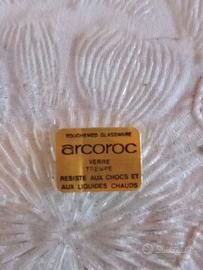 TOUGHENED GLASSWARE
arcoroc
VERRE
TREMPE
RESISTE AUX CHOCS ET
AUX LIQUIDES CHAUDS